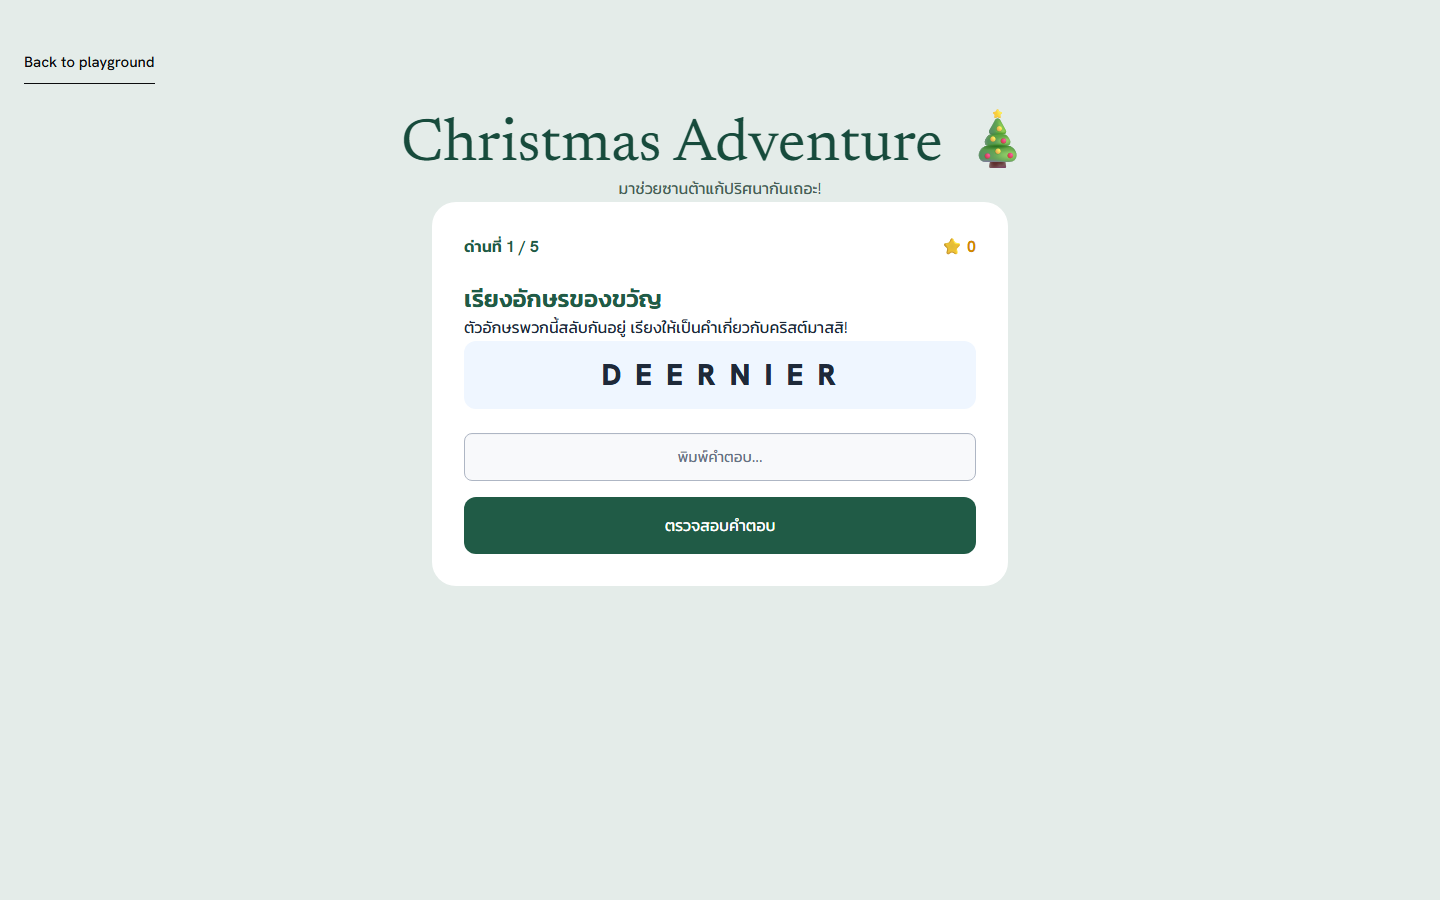 Back to playground
Christmas Adventure
มาช่วยซานต้าแก้ปริศนากันเถอะ!
ด่านที่ 1 / 5
0
เรียงอักษรของขวัญ
ตัวอักษรพวกนี้สลับกันอยู่ เรียงให้เป็นคำเกี่ยวกับคริสต์มาสสิ!
DEERNIER
พิมพ์คำตอบ...
ตรวจสอบคำตอบ